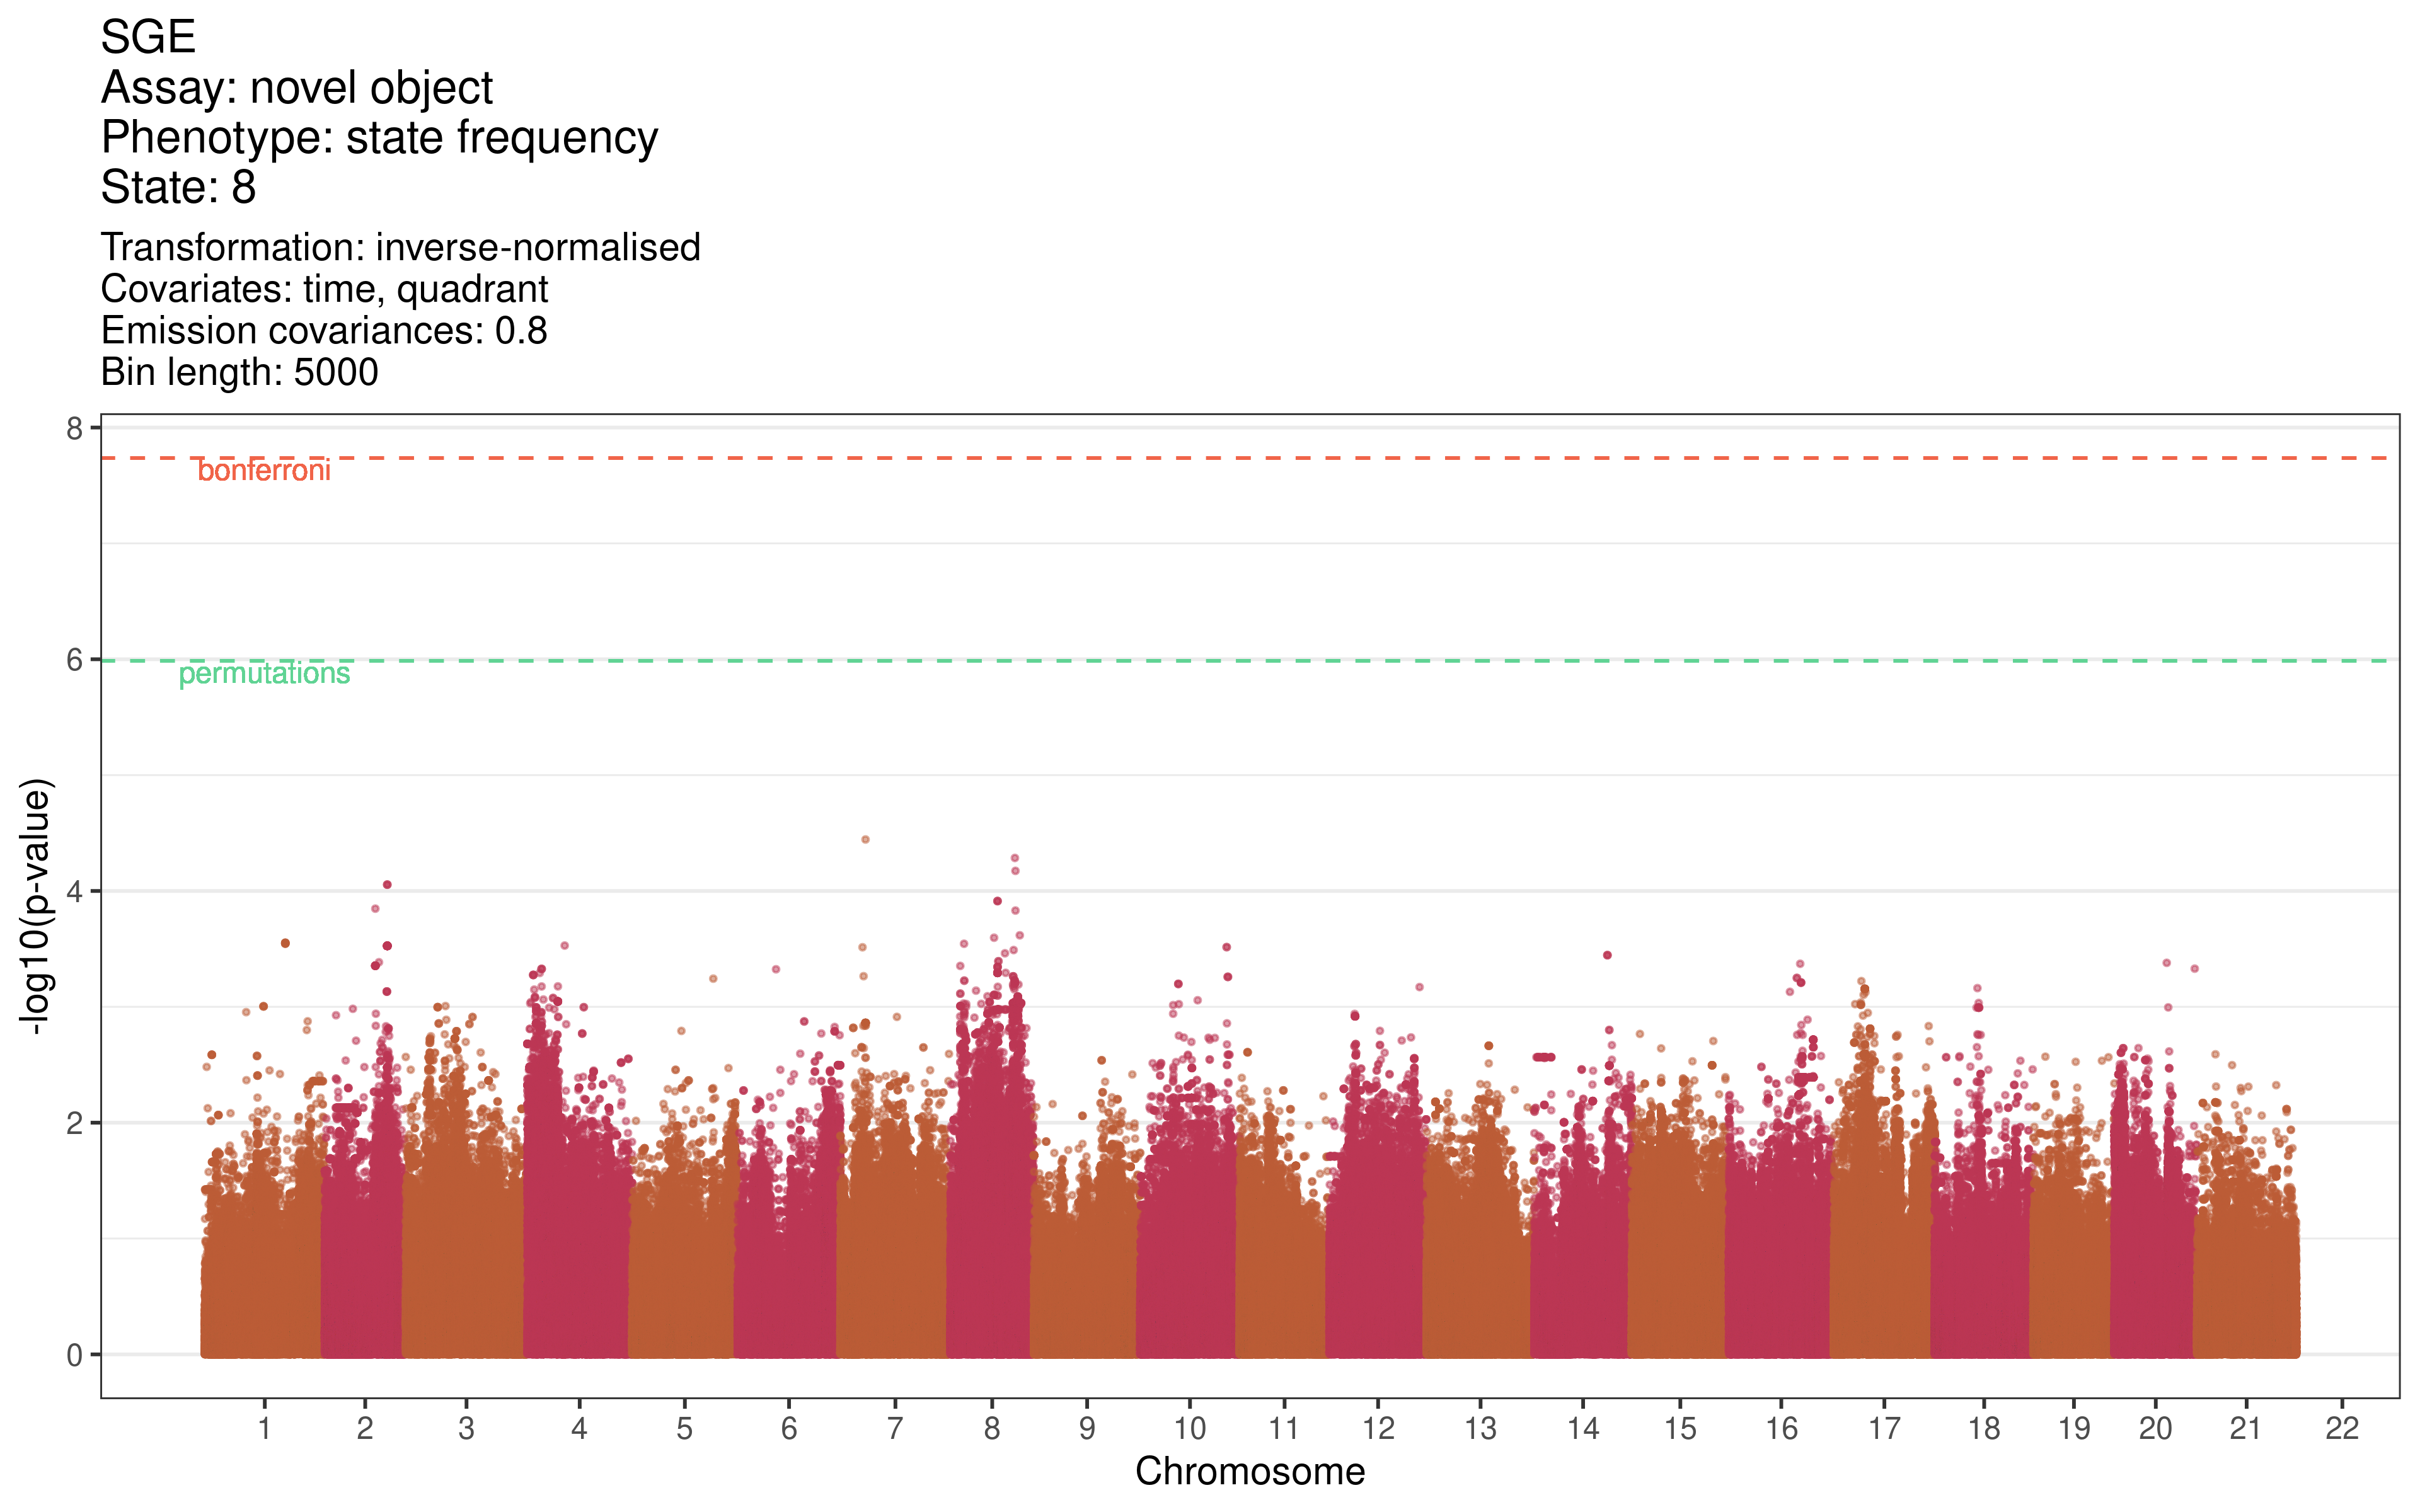 SGE
Assay: novel object
Phenotype: state frequency
State: 8
Transformation: inverse-normalised
Covariates: time, quadrant
Emission covariances: 0.8
Bin length: 5000
8
bonferroni
6
permutations
4
2
0
-log10(p-value)
1 2 3 4 5 6 7 8 9 10 11 12 13 14 15 16 17 18 19 20 21 22
Chromosome